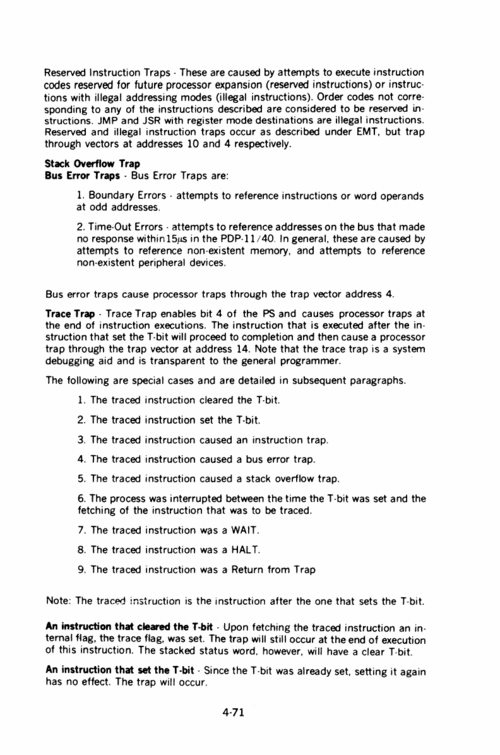 Reserved Instruction Traps - These are caused by attempts to execute instruction
codes reserved for future processor expansion (reserved instructions) or instruc-
tions with illegal addressing modes (illegal instructions). Order codes not corre-
sponding to any of the instructions described are considered to be reserved in-
structions. JMP and JSR with register mode destinations are illegal instructions.
Reserved and illegal instruction traps occur as described under EMT, but trap
through vectors at addresses 10 and 4 respectively.
Stack Overflow Trap
Bus Error Traps - Bus Error Traps are:
1. Boundary Errors - attempts to reference instructions or word operands
at odd addresses.
2. Time-Out Errors - attempts to reference addresses on the bus that made
no response within 15µs in the PDP-11/40. In general, these are caused by
attempts to reference non-existent memory, and attempts to reference
non-existent peripheral devices.
Bus error traps cause processor traps through the trap vector address 4.
Trace Trap - Trace Trap enables bit 4 of the PS and causes processor traps at
the end of instruction executions. The instruction that is executed after the in-
struction that set the T-bit will proceed to completion and then cause a processor
trap through the trap vector at address 14. Note that the trace trap is a system
debugging aid and is transparent to the general programmer.
The following are special cases and are detailed in subsequent paragraphs.
1. The traced instruction cleared the T-bit.
2. The traced instruction set the T-bit.
3. The traced instruction caused an instruction trap.
4. The traced instruction caused a bus error trap.
5. The traced instruction caused a stack overflow trap.
6. The process was interrupted between the time the T-bit was set and the
fetching of the instruction that was to be traced.
7. The traced instruction was a WAIT.
8. The traced instruction was a HALT.
9. The traced instruction was a Return from Trap
Note: The traced instruction is the instruction after the one that sets the T-bit.
An instruction that cleared the T-bit - Upon fetching the traced instruction an in-
ternal flag, the trace flag, was set. The trap will still occur at the end of execution
of this instruction. The stacked status word, however, will have a clear T-bit.
An instruction that set the T-bit - Since the T-bit was already set, setting it again
has no effect. The trap will occur.
4-71